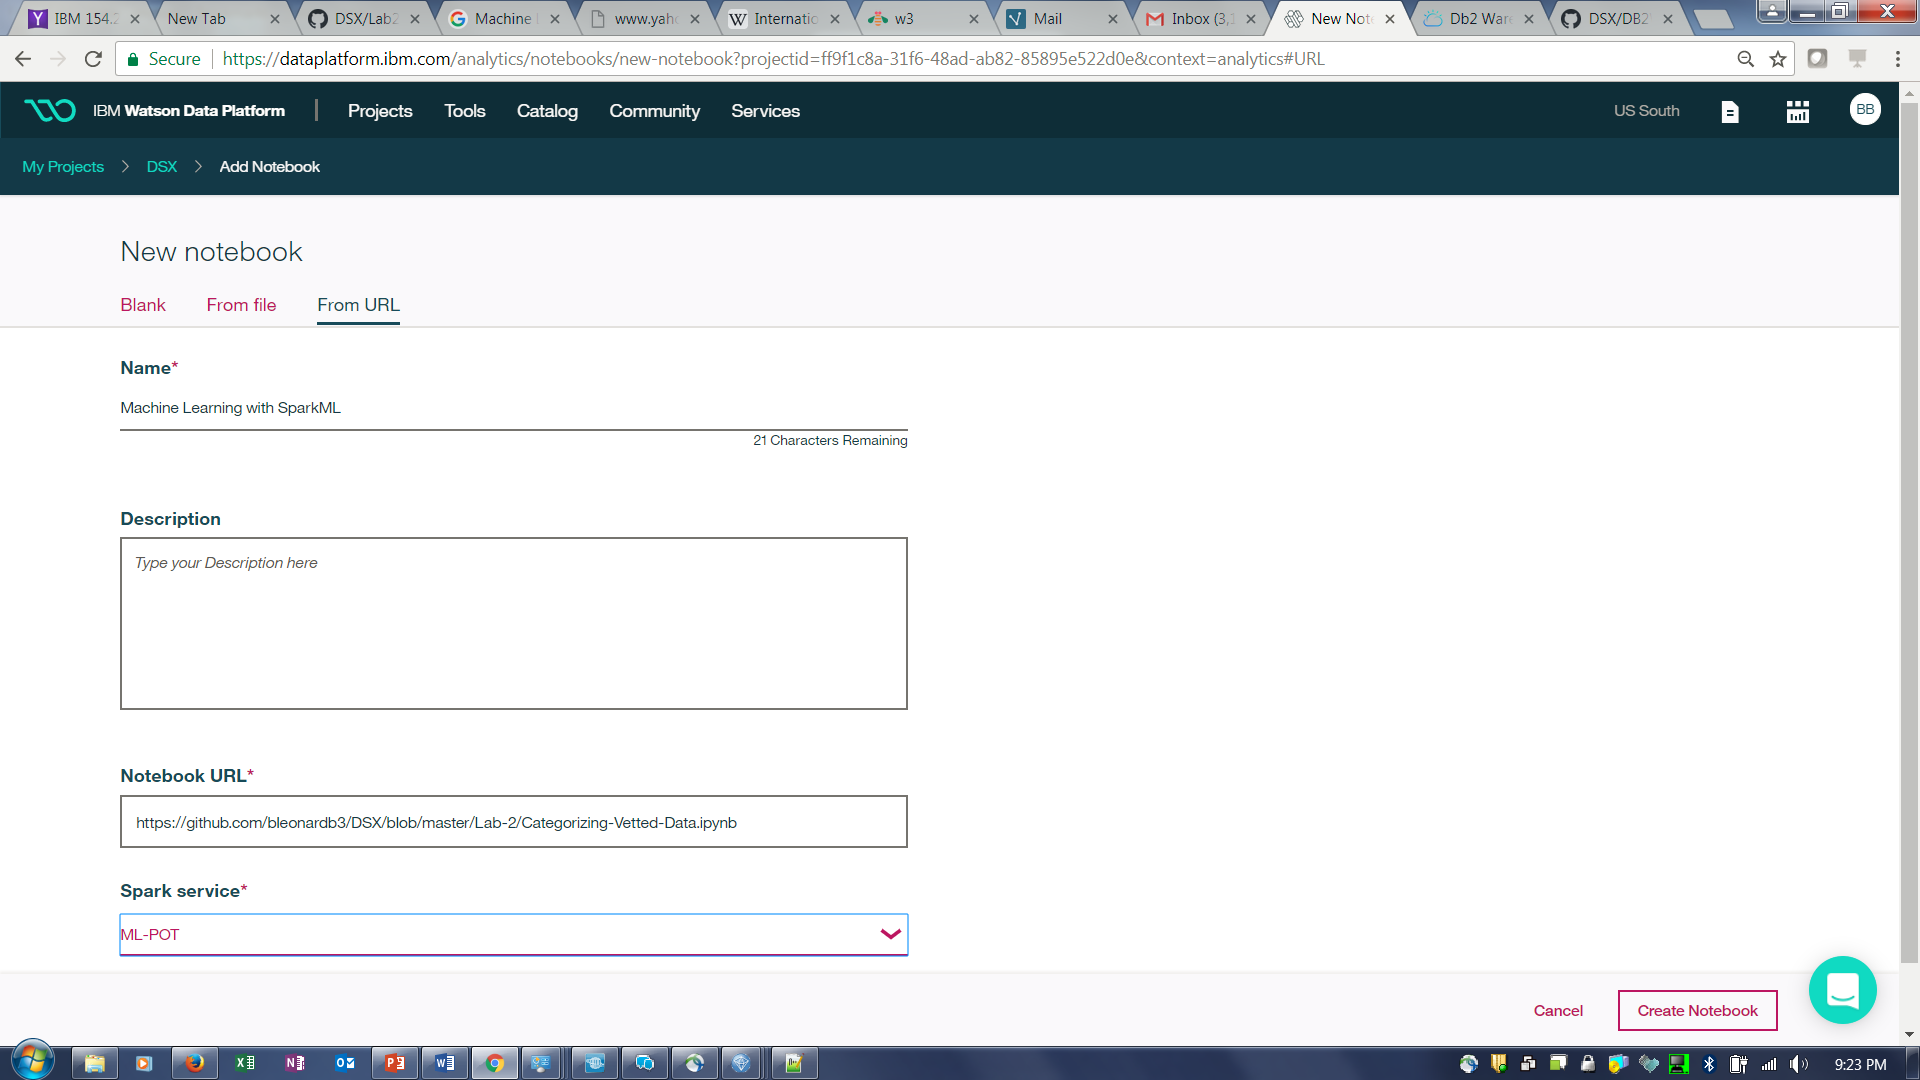 IBM 154.
New Tab
DSX/Lab2
Machine
www.yah
Internatio
w3
Mail
Inbox (3,1
New Not
Db2 War
DSX/DB2
Secure
https://dataplatform.ibm.com/analytics/notebooks/new-notebook?projectid=ff9f1c8a-31f6-48ad-ab82-85895e522d0e&context=analytics#URL
IBM Watson Data Platform
Projects
Tools
Catalog
Community
Services
US South
BB
My Projects
DSX
Add Notebook
New notebook
Blank
From file
From URL
Name*
Machine Learning with SparkML
21 Characters Remaining
Description
Type your Description here
Notebook URL*
https://github.com/bleonardb3/DSX/blob/master/Lab-2/Categorizing-Vetted-Data.ipynb
Spark service*
ML-POT
Cancel
Create Notebook
9:23 PM